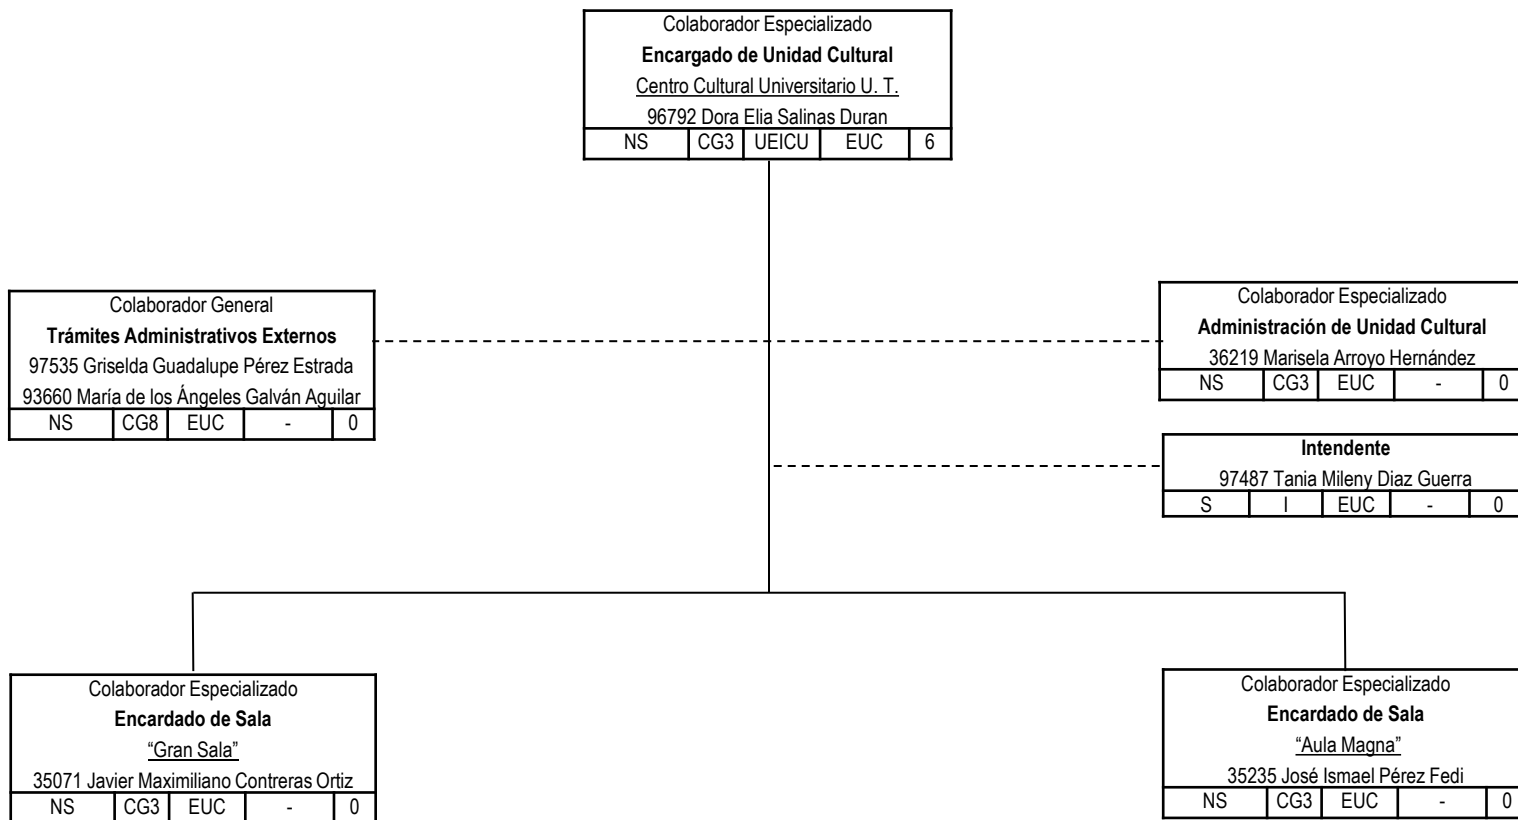 Colaborador Especializado
Encargado de Unidad Cultural
Centro Cultural Universitario U. T.
96792 Dora Elia Salinas Duran
NS CG3 UEICU EUC 6
Colaborador General
Trámites Administrativos Externos
97535 Griselda Guadalupe Pérez Estrada
93660 María de los Ángeles Galván Aguilar
NS CG8 EUC - 0
Colaborador Especializado
Administración de Unidad Cultural
36219 Marisela Arroyo Hernández
NS CG3 EUC - 0
Intendente
97487 Tania Mileny Diaz Guerra
S I EUC - 0
Colaborador Especializado
Encardado de Sala
“Gran Sala”
35071 Javier Maximiliano Contreras Ortiz
NS CG3 EUC - 0
Colaborador Especializado
Encardado de Sala
“Aula Magna”
35235 José Ismael Pérez Fedi
NS CG3 EUC - 0